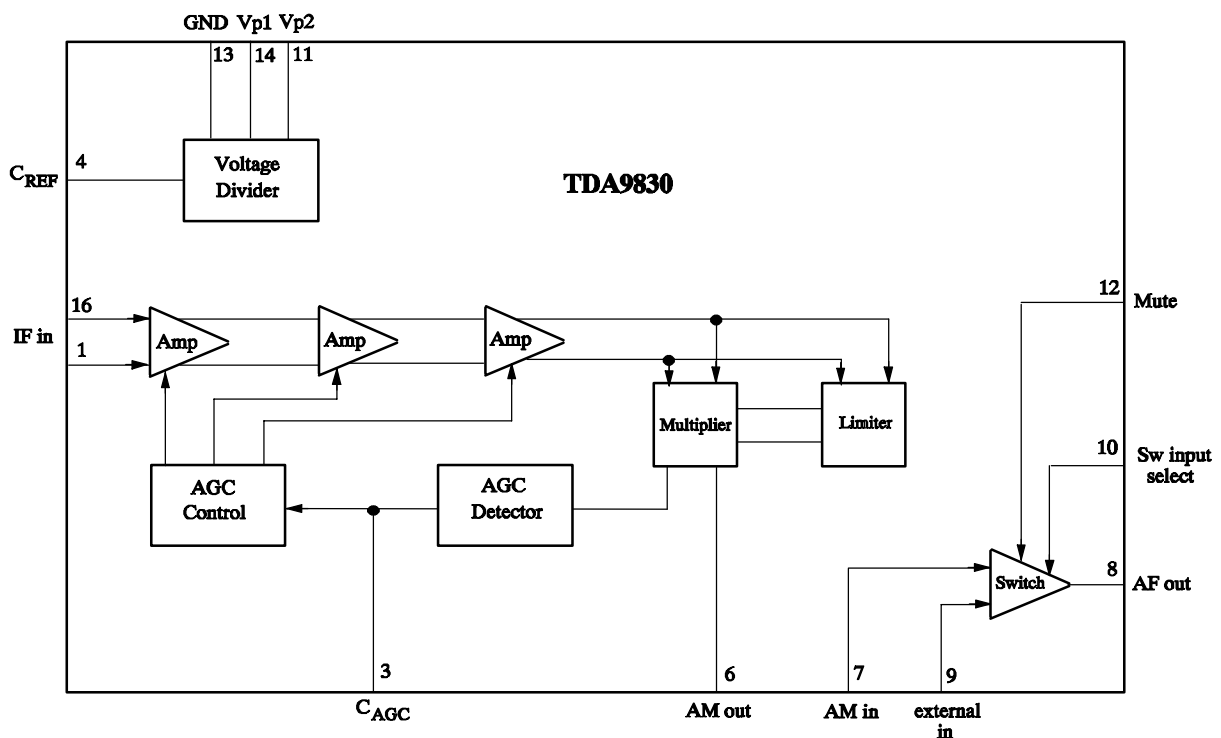 GND Vp1 Vp2
13 14 11
4
C_REF
Voltage
Divider
TDA9830
16
IF in
1
Amp
Amp
Amp
12
Mute
Multiplier
Limiter
10
Sw input
select
AGC
Control
AGC
Detector
Switch
8
AF out
3
6
7
9
C_AGC
AM out
AM in
external
in